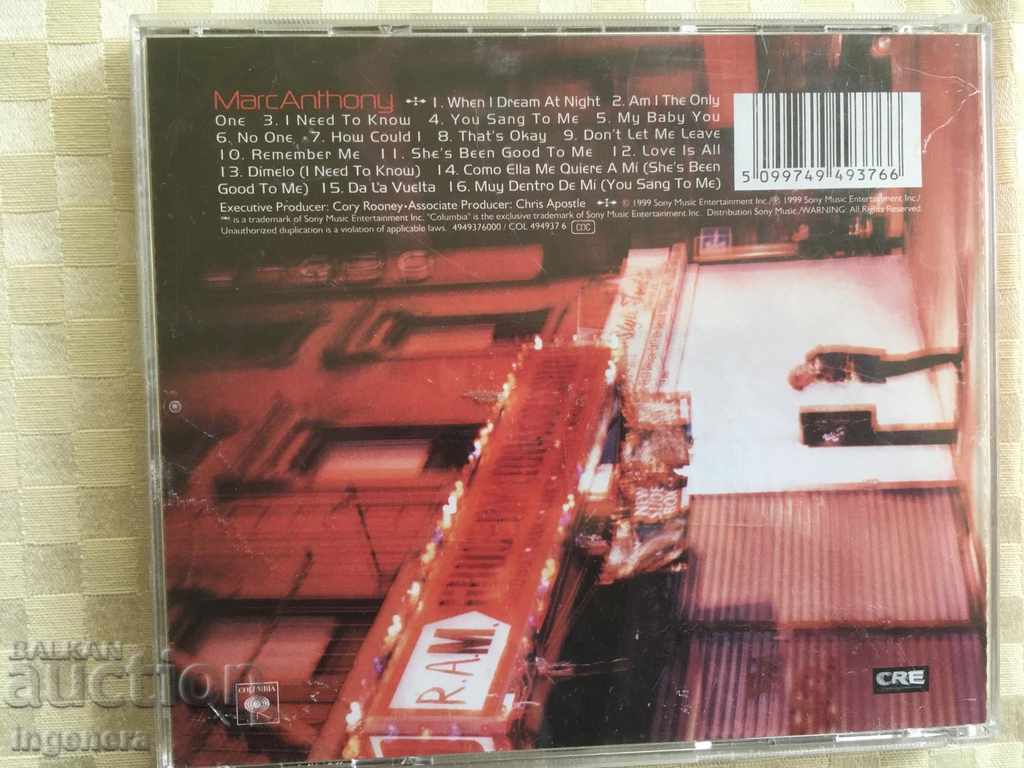 MarcAnthony 1. When I Dream At Night 2. Am I The Only
One 3. I Need To Know 4. You Sang To Me 5. My Baby You
6. No One 7. How Could I 8. That's Okay 9. Don't Let Me Leave
10. Remember Me 11. She's Been Good To Me 12. Love Is All
13. Dimelo (I Need To Know) 14. Como Ella Me Quiere A Mi (She's Been
Good To Me) 15. Da La Vuelta 16. Muy Dentro De Mi (You Sang To Me)
5 099749 493766
Executive Producer: Cory Rooney•Associate Producer: Chris Apostle © 1999 Sony Music Entertainment Inc./℗ 1999 Sony Music Entertainment Inc./
is a trademark of Sony Music Entertainment Inc. "Columbia" is the exclusive trademark of Sony Music Entertainment Inc. Distribution Sony Music./WARNING: All Rights Reserved.
Unauthorized duplication is a violation of applicable laws. 4949376000 / COL 494937 6 CDC
R.A.M.
NEW
BOX
COLUMBIA
CRE
BALKAN
auction
ingenera